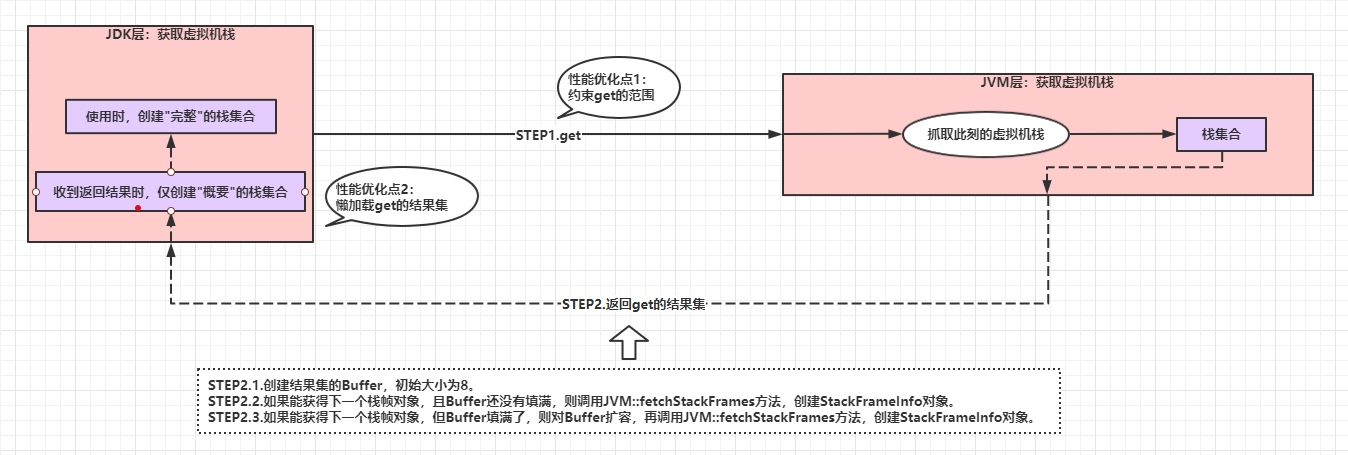 JDK层：获取虚拟机栈
使用时，创建"完整"的栈集合
收到返回结果时，仅创建"概要"的栈集合
性能优化点1：
约束get的范围
STEP1.get
性能优化点2：
懒加载get的结果集
JVM层：获取虚拟机栈
抓取此刻的虚拟机栈
栈集合
STEP2.返回get的结果集
STEP2.1.创建结果集的Buffer，初始大小为8。
STEP2.2.如果能获得下一个栈帧对象，且Buffer还没有填满，则调用JVM::fetchStackFrames方法，创建StackFrameInfo对象。
STEP2.3.如果能获得下一个栈帧对象，但Buffer填满了，则对Buffer扩容，再调用JVM::fetchStackFrames方法，创建StackFrameInfo对象。